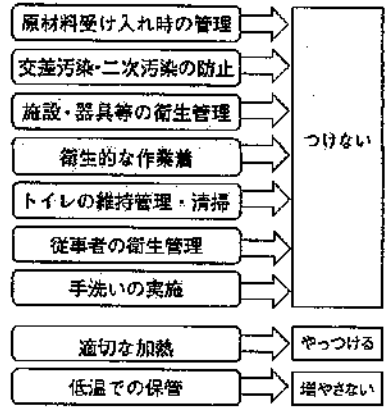 原材料受け入れ時の管理
交差汚染・二次汚染の防止
施設・器具等の衛生管理
衛生的な作業着
トイレの維持管理・清掃
従事者の衛生管理
手洗いの実施
つけない
適切な加熱
やっつける
低温での保管
増やさない